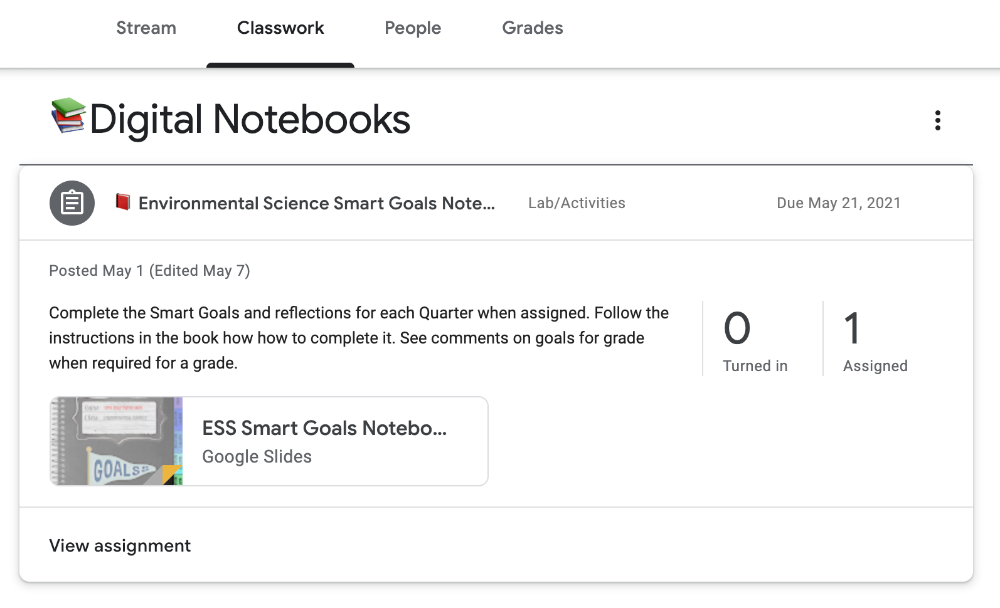 Stream Classwork People Grades
Digital Notebooks
Environmental Science Smart Goals Note... Lab/Activities Due May 21, 2021
Posted May 1 (Edited May 7)
Complete the Smart Goals and reflections for each Quarter when assigned. Follow the
instructions in the book how how to complete it. See comments on goals for grade
when required for a grade.
0 1
Turned in Assigned
GOALS
ESS Smart Goals Notebo...
Google Slides
View assignment